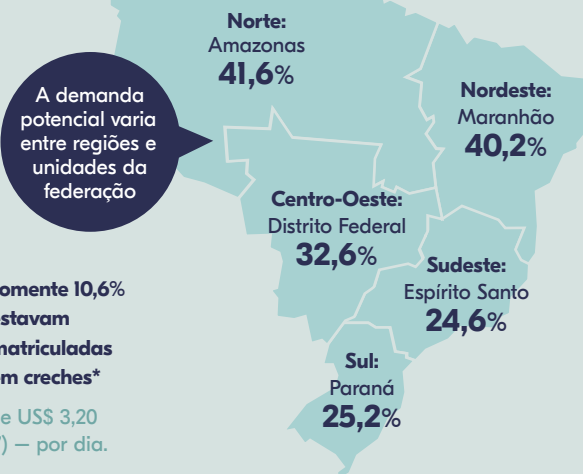 Norte:
Amazonas
41,6%
Nordeste:
Maranhão
40,2%
A demanda
potencial varia
entre regiões e
unidades da
federação
Centro-Oeste:
Distrito Federal
32,6%
Sudeste:
Espírito Santo
24,6%
Sul:
Paraná
25,2%
omente 10,6%
stavam
matriculadas
m creches*
e US$ 3,20
) — por dia.